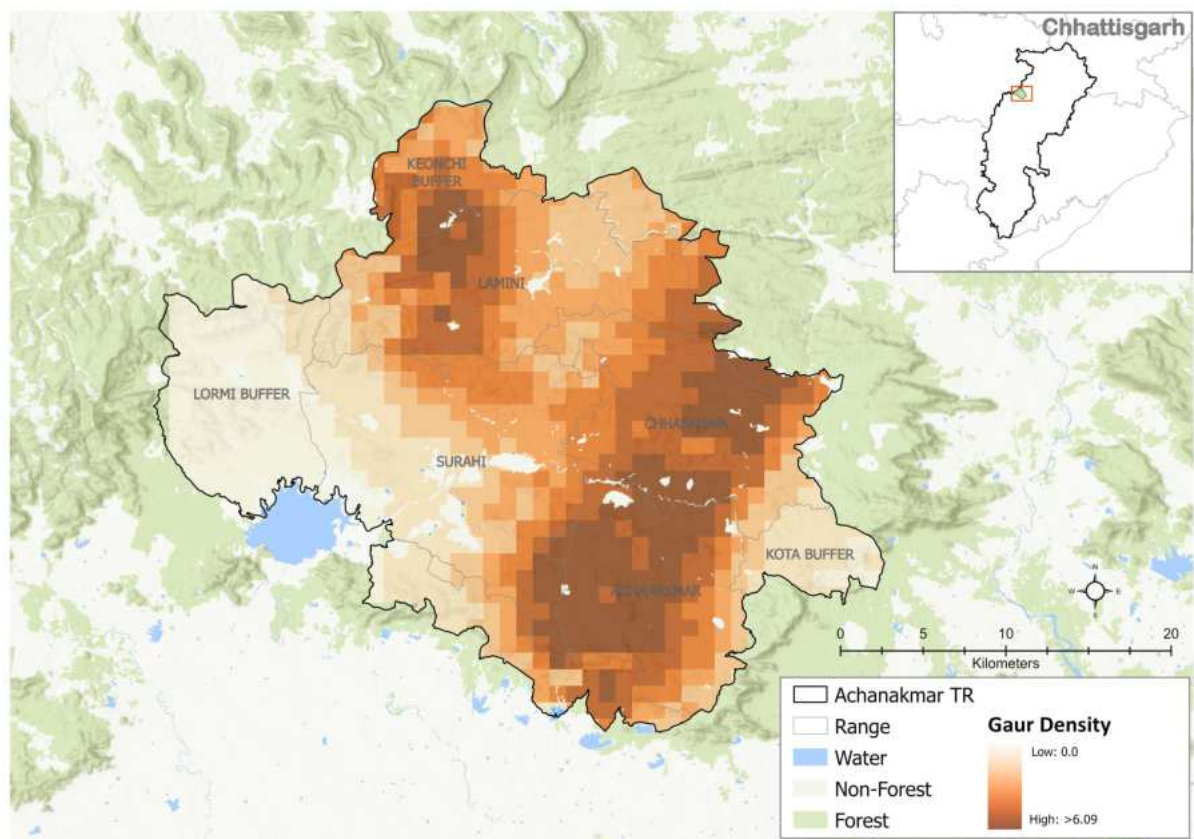 Chhattisgarh
KEONCHI
BUFFER
LAMINI
LORMI BUFFER
CHHAPARWA
SURAHI
KOTA BUFFER
ACHANAKMAR
N
W E
S
0 5 10 20
Kilometers
Achanakmar TR
Range
Water
Non-Forest
Forest
Gaur Density
Low: 0.0
High: >6.09